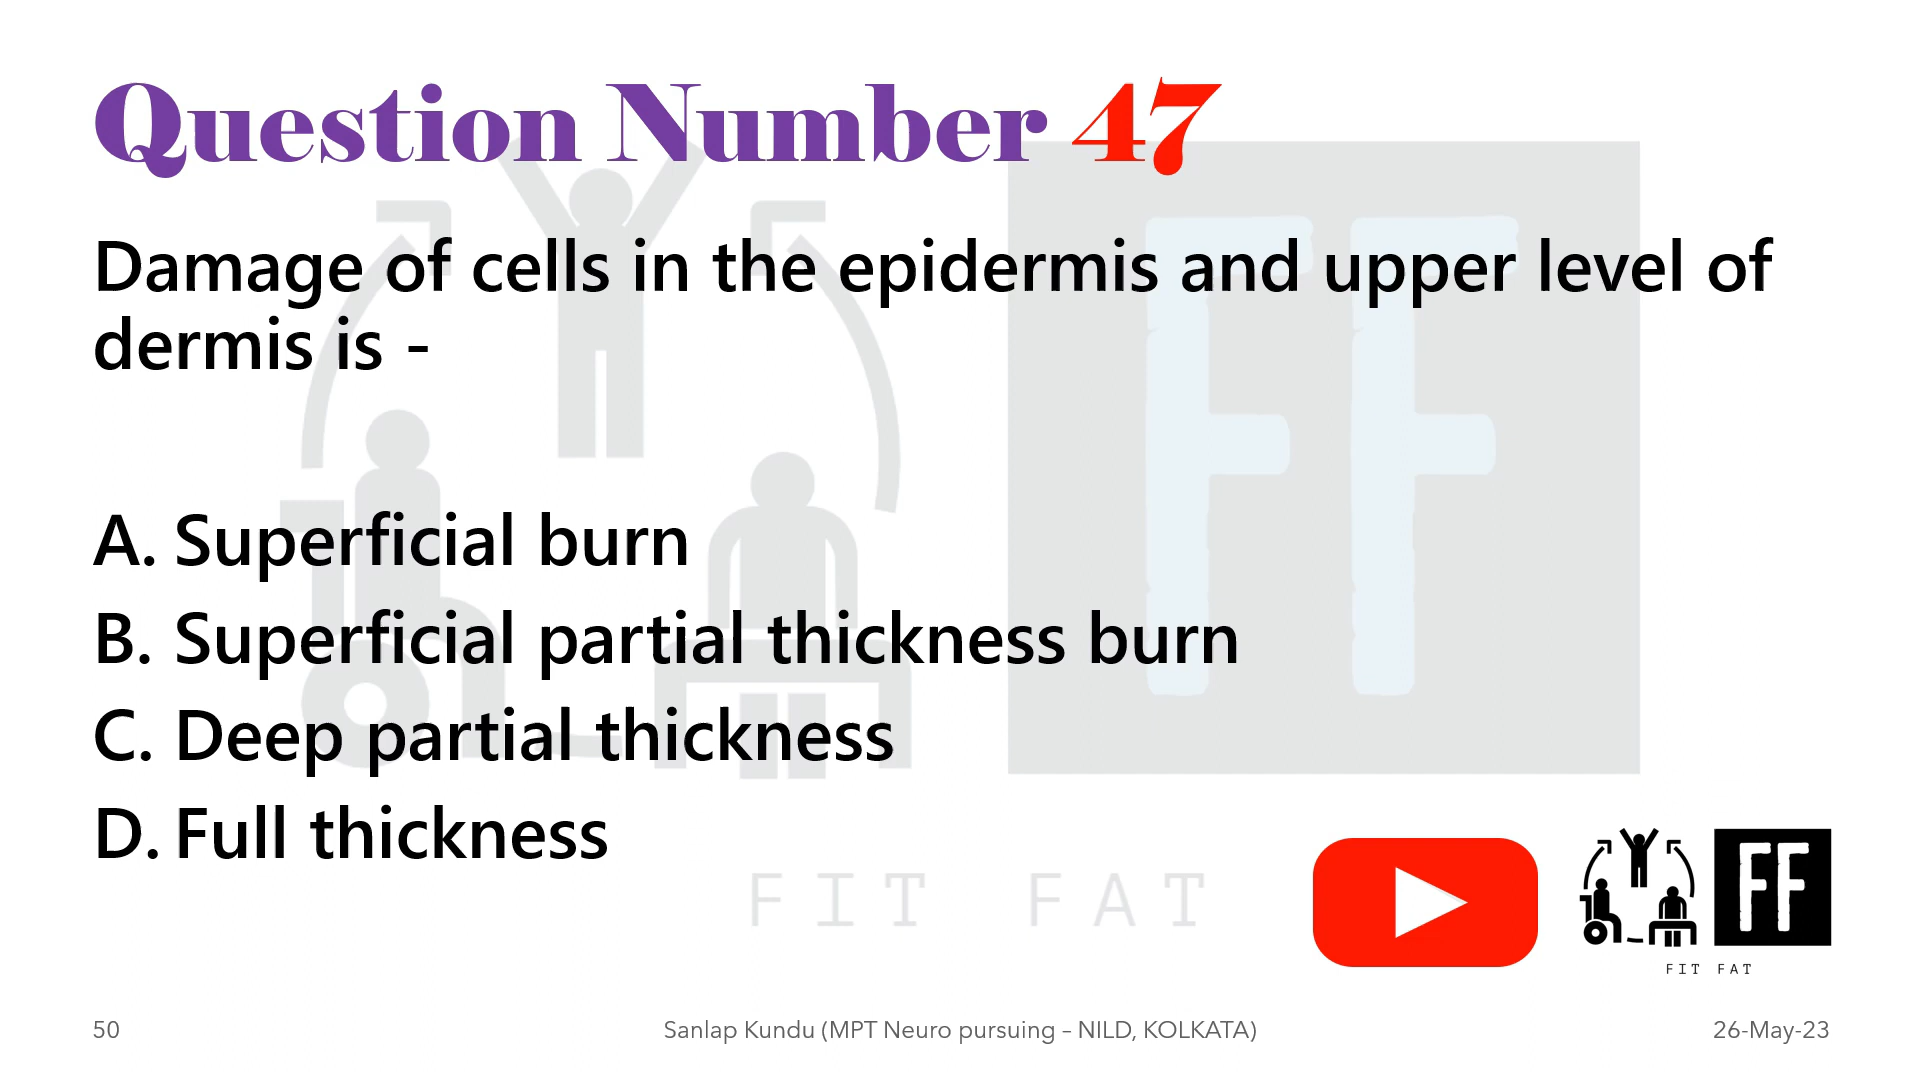 Question Number 47
Damage of cells in the epidermis and upper level of
dermis is -
A. Superficial burn
B. Superficial partial thickness burn
C. Deep partial thickness
D. Full thickness
FF
FIT FAT
FF
FIT FAT
50
Sanlap Kundu (MPT Neuro pursuing – NILD, KOLKATA)
26-May-23